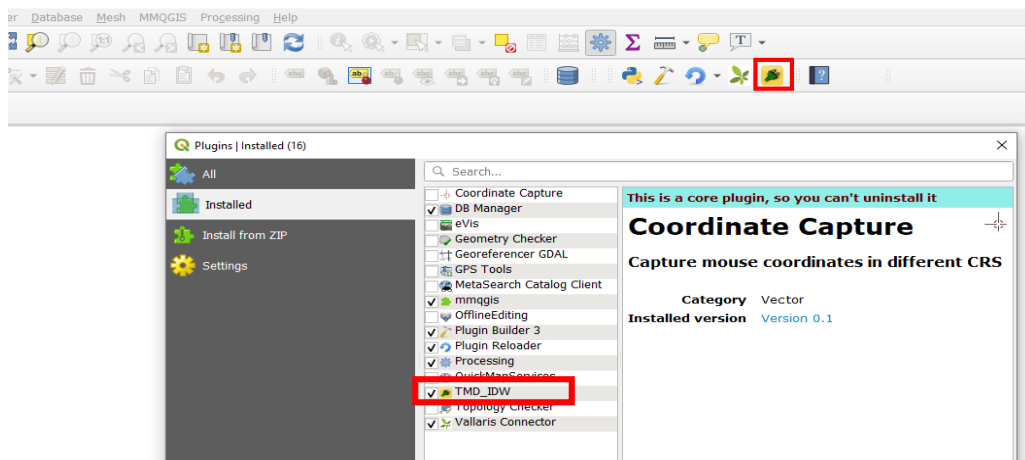 er Database Mesh MMQGIS Processing Help
Plugins | Installed (16)
All
Installed
Install from ZIP
Settings
Search...
Coordinate Capture
DB Manager
eVis
Geometry Checker
Georeferencer GDAL
GPS Tools
MetaSearch Catalog Client
mmqgis
OfflineEditing
Plugin Builder 3
Plugin Reloader
Processing
QuickMapServices
TMD_IDW
Topology Checker
Vallaris Connector
This is a core plugin, so you can't uninstall it
Coordinate Capture
Capture mouse coordinates in different CRS
Category Vector
Installed version Version 0.1